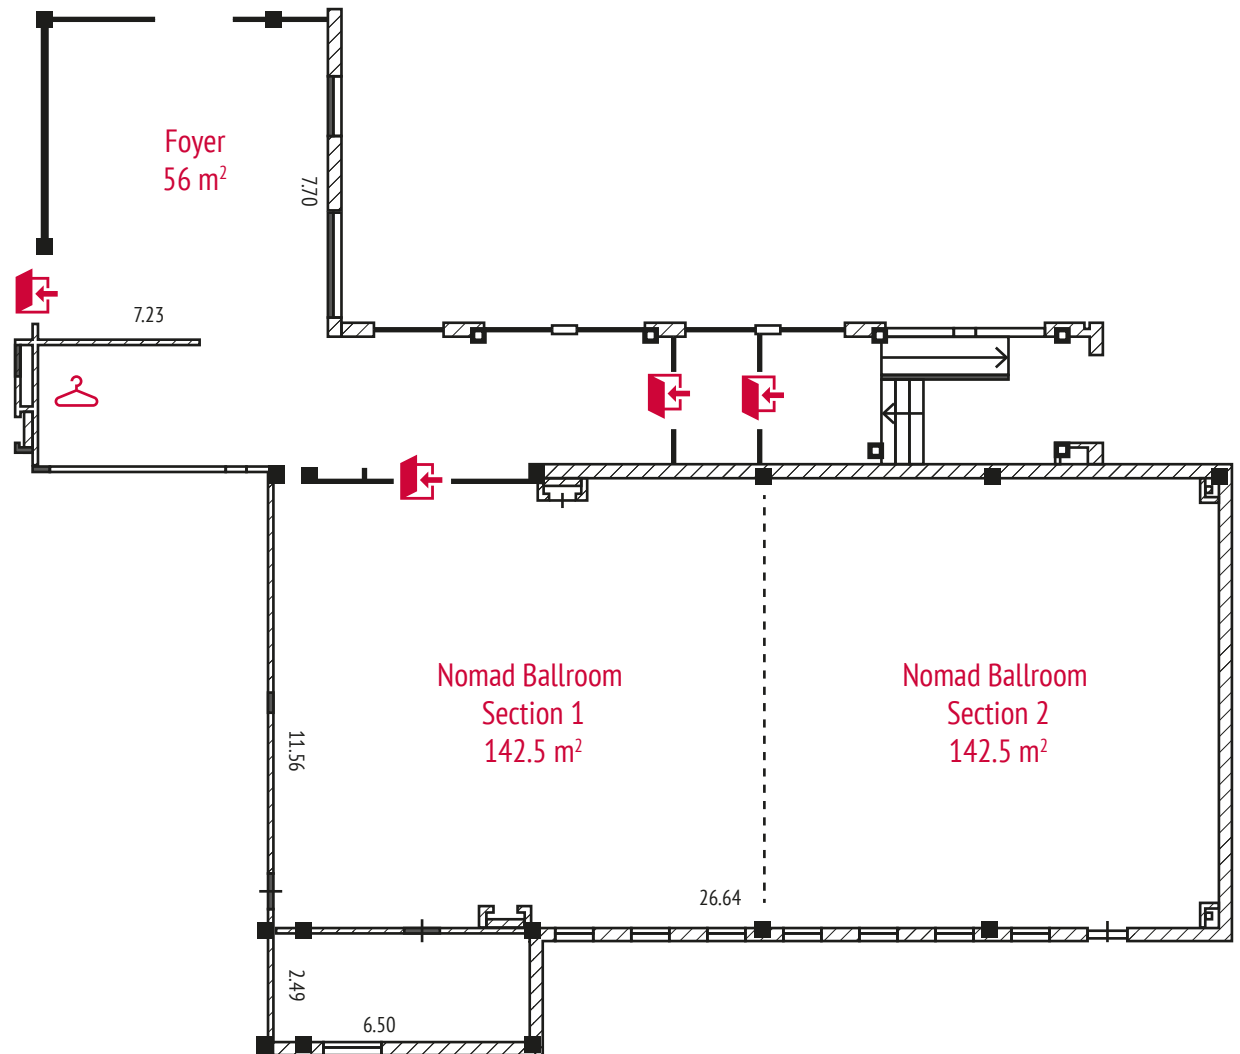 Foyer
56 m²
7.70
7.23
Nomad Ballroom
Section 1
142.5 m²
Nomad Ballroom
Section 2
142.5 m²
11.56
26.64
2.49
6.50